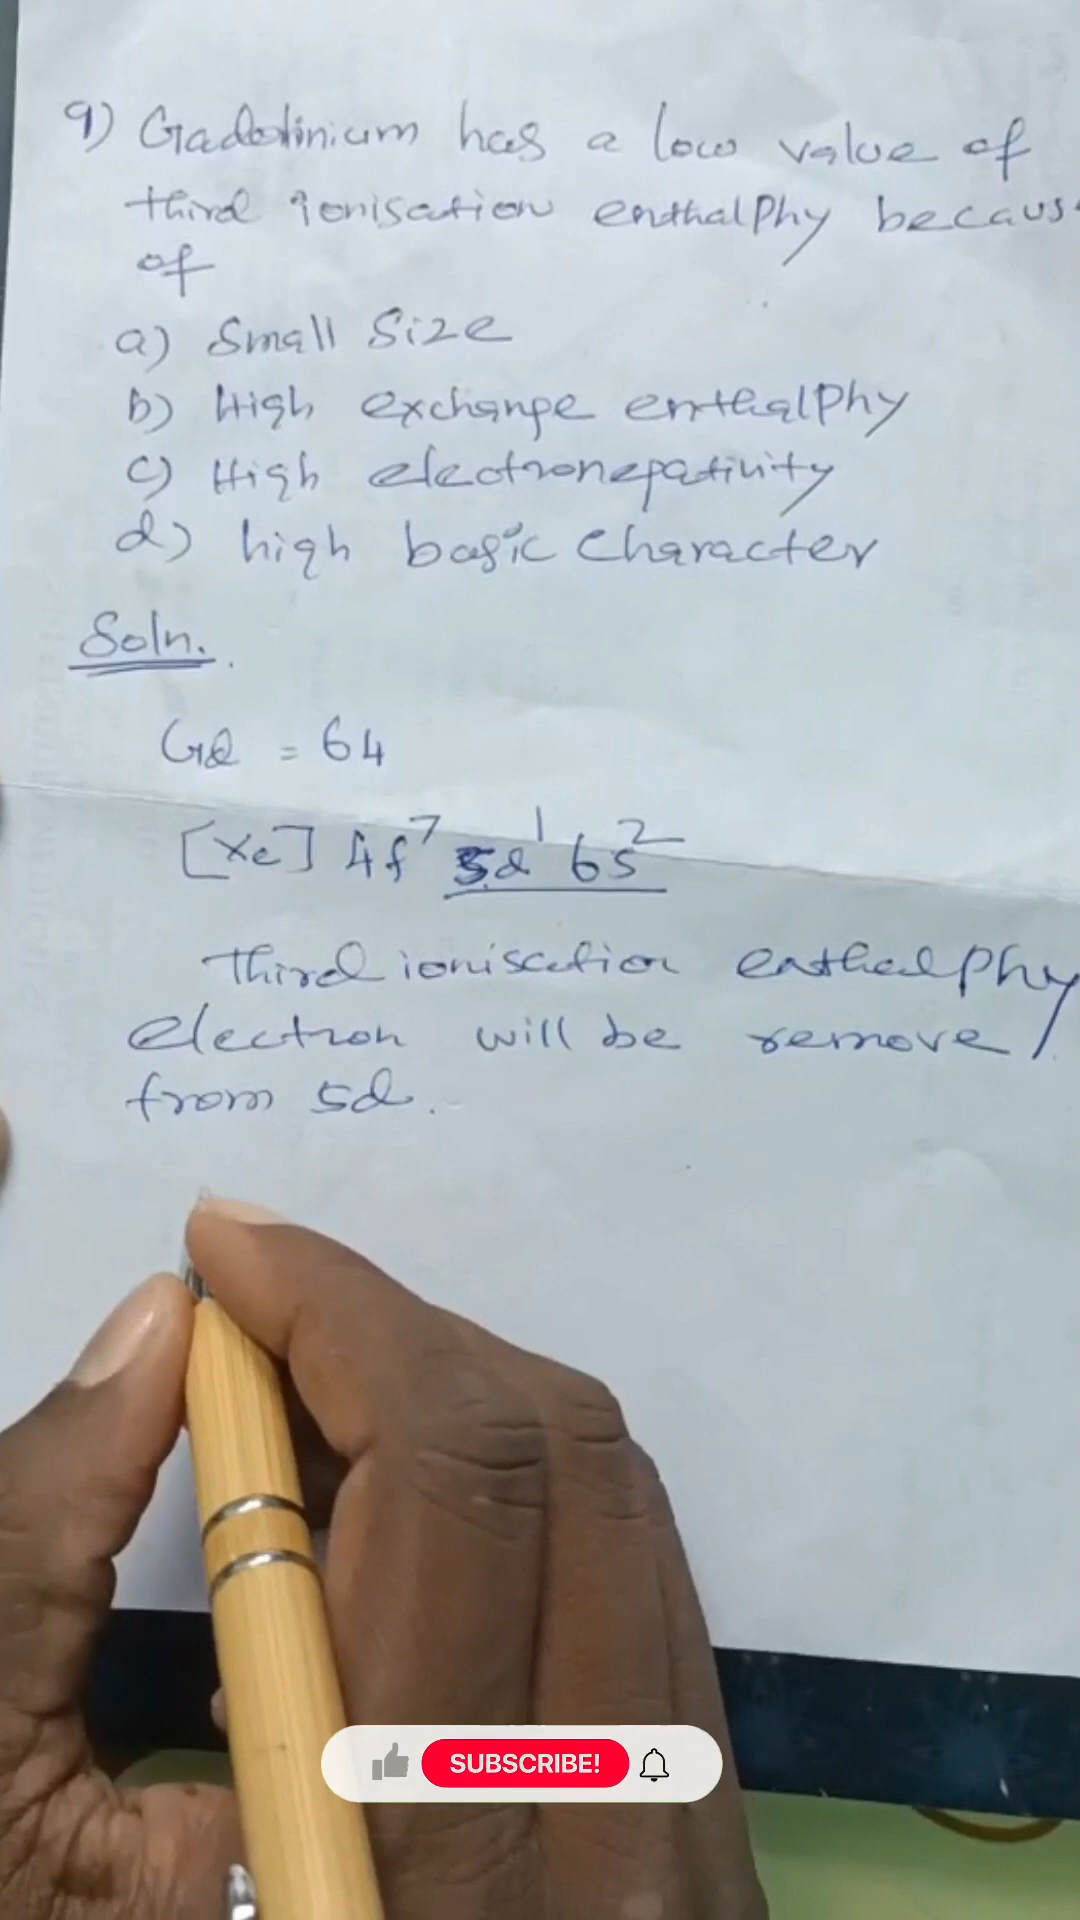 9) Gadolinium has a low value of
third ionisation enthalphy because
of
a) Small Size
b) High exchange enthalphy
c) High electronegativity
d) high basic character
Soln.
Gd = 64
[Xe] 4f7 5d1 6s2
Third ionisation enthalphy
electron will be remove
from 5d.
SUBSCRIBE!